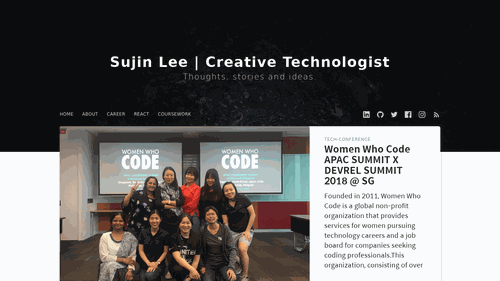 Sujin Lee | Creative Technologist
Thoughts, stories and ideas.
HOME ABOUT CAREER REACT COURSEWORK
WOMEN WHO
CODE
WOMEN WHO
CODE
TECH-CONFERENCE
Women Who Code
APAC SUMMIT X
DEVREL SUMMIT
2018 @ SG
Founded in 2011, Women Who
Code is a global non-profit
organization that provides
services for women pursuing
technology careers and a job
board for companies seeking
coding professionals.This
organization, consisting of over